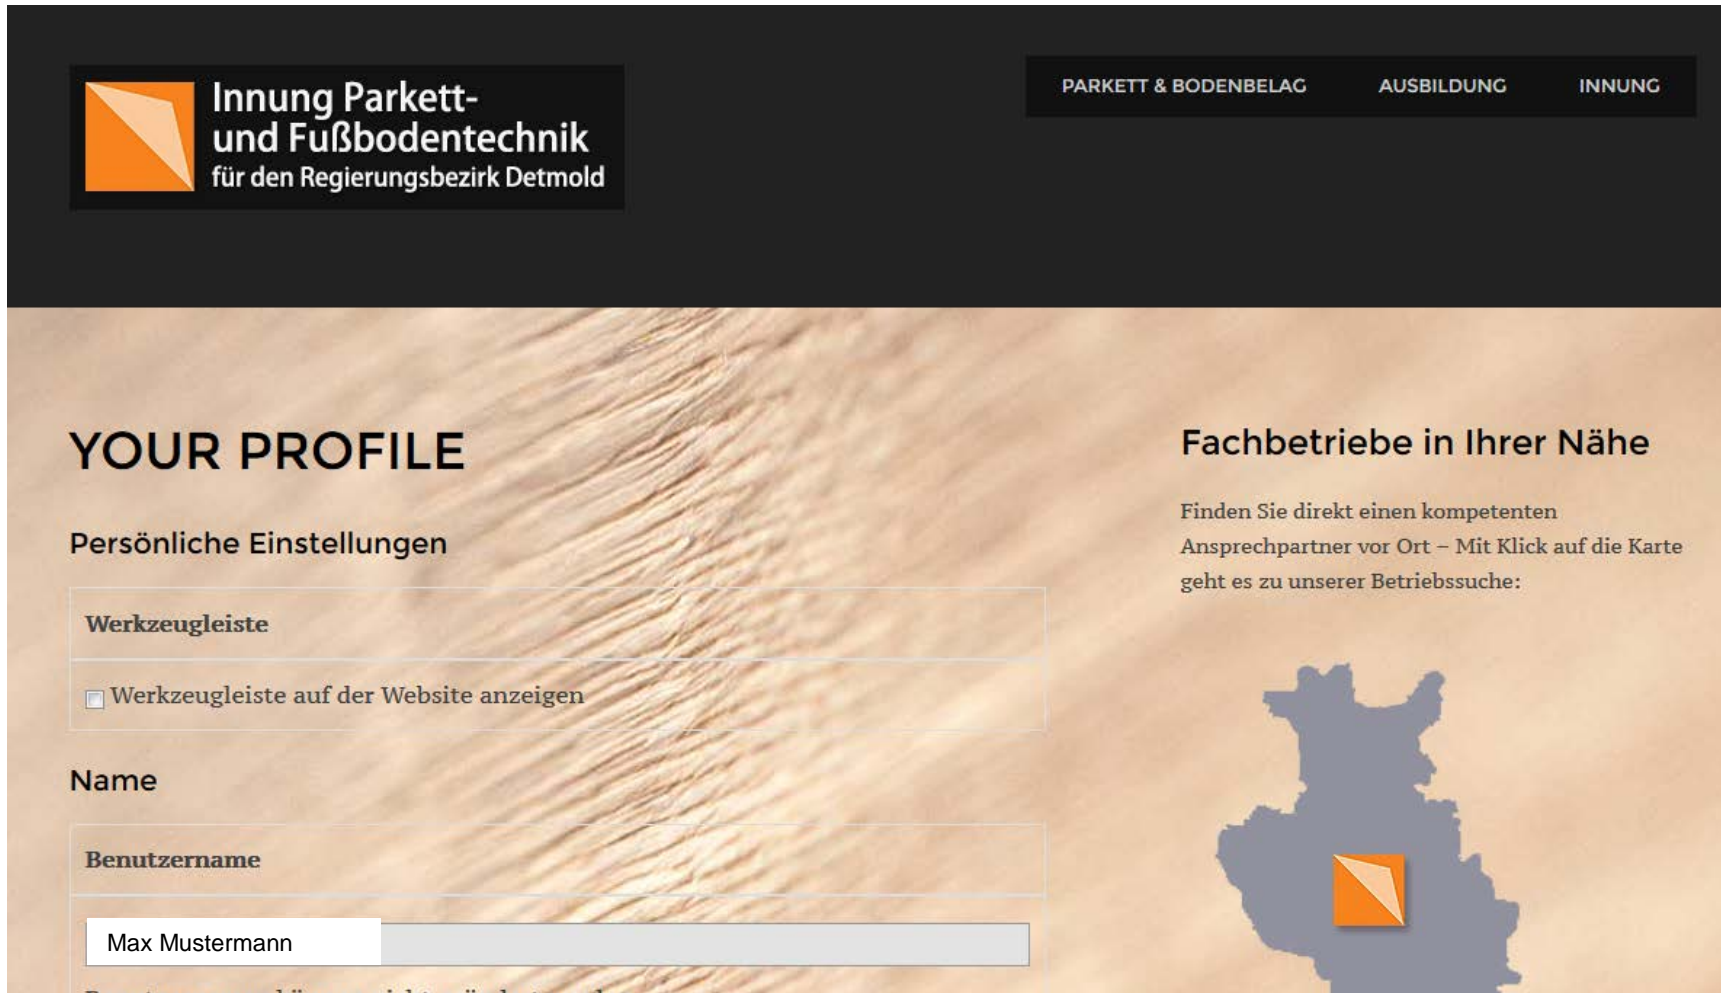 Innung Parkett-
und Fußbodentechnik
für den Regierungsbezirk Detmold
PARKETT & BODENBELAG AUSBILDUNG INNUNG
YOUR PROFILE
Persönliche Einstellungen
Werkzeugleiste
Werkzeugleiste auf der Website anzeigen
Name
Benutzername
Max Mustermann
Fachbetriebe in Ihrer Nähe
Finden Sie direkt einen kompetenten
Ansprechpartner vor Ort – Mit Klick auf die Karte
geht es zu unserer Betriebssuche: